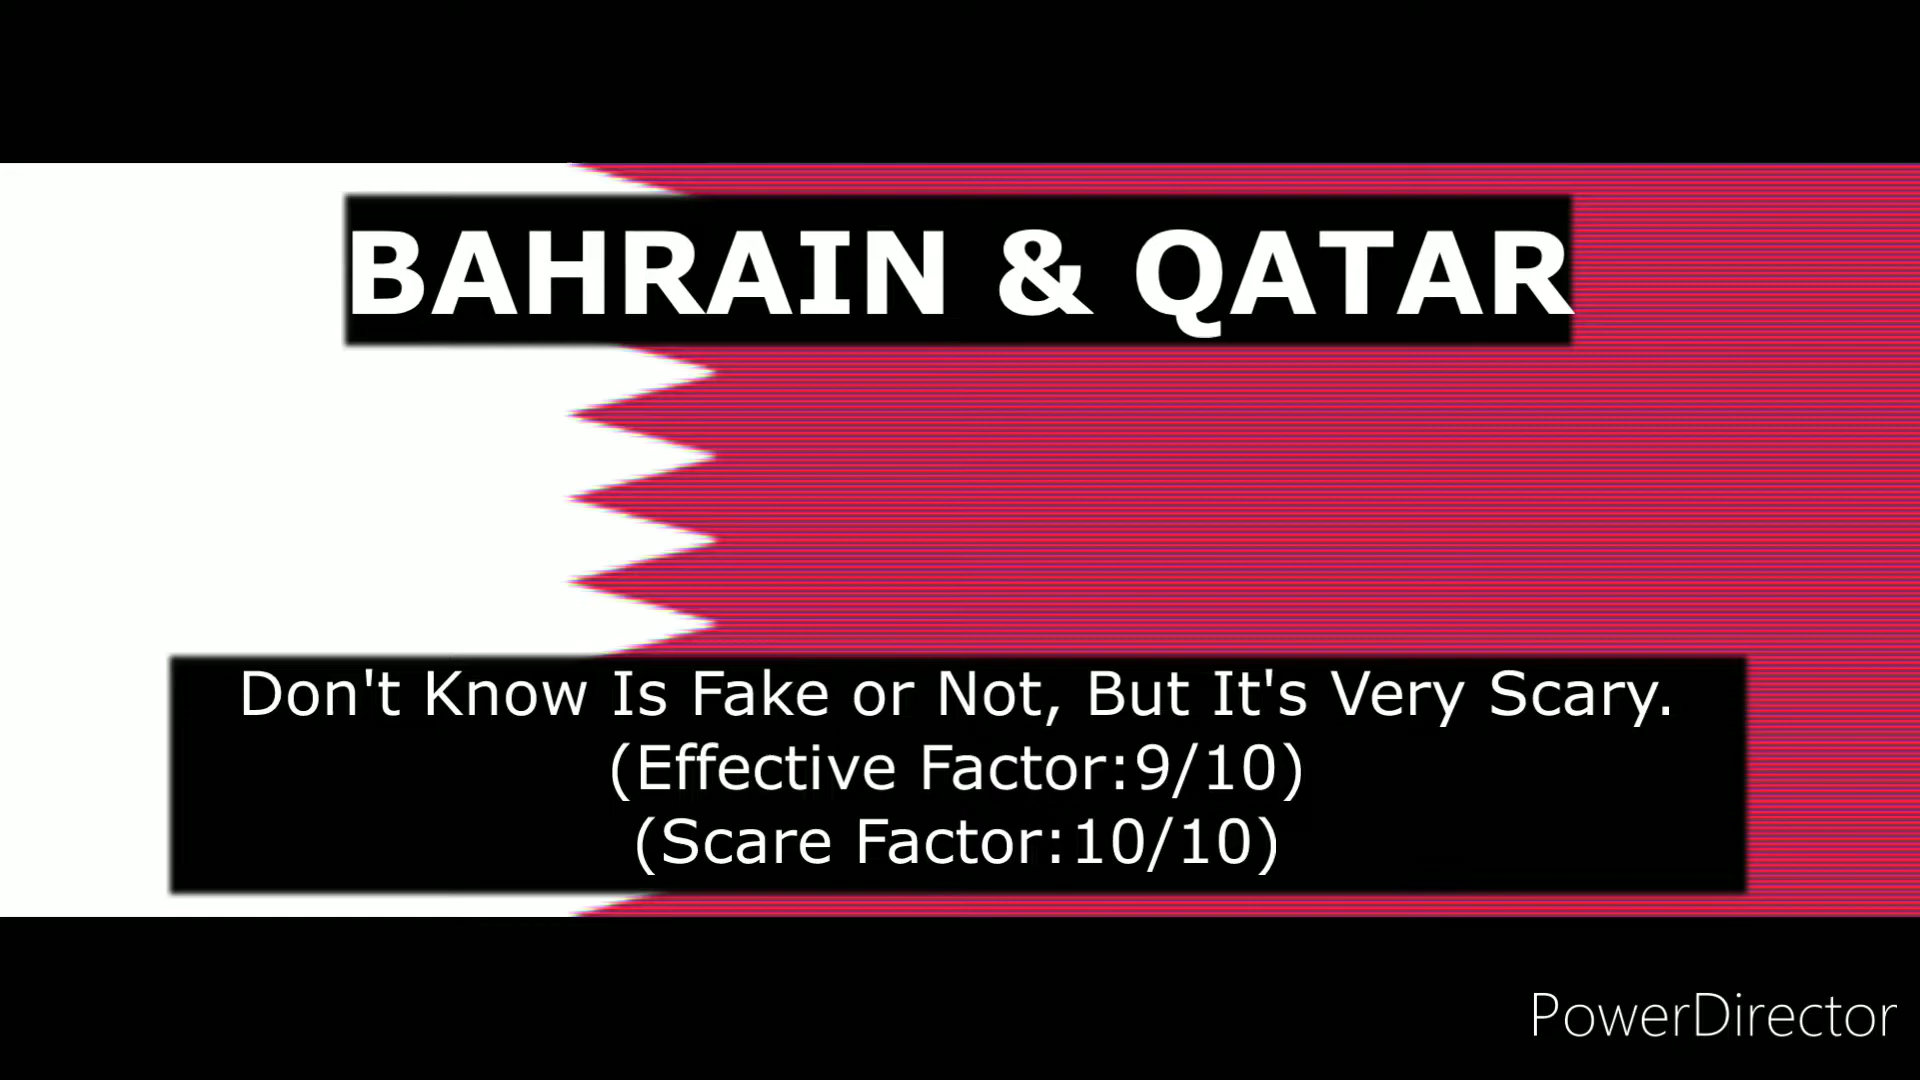 BAHRAIN & QATAR
Don't Know Is Fake or Not, But It's Very Scary.
(Effective Factor:9/10)
(Scare Factor:10/10)
PowerDirector